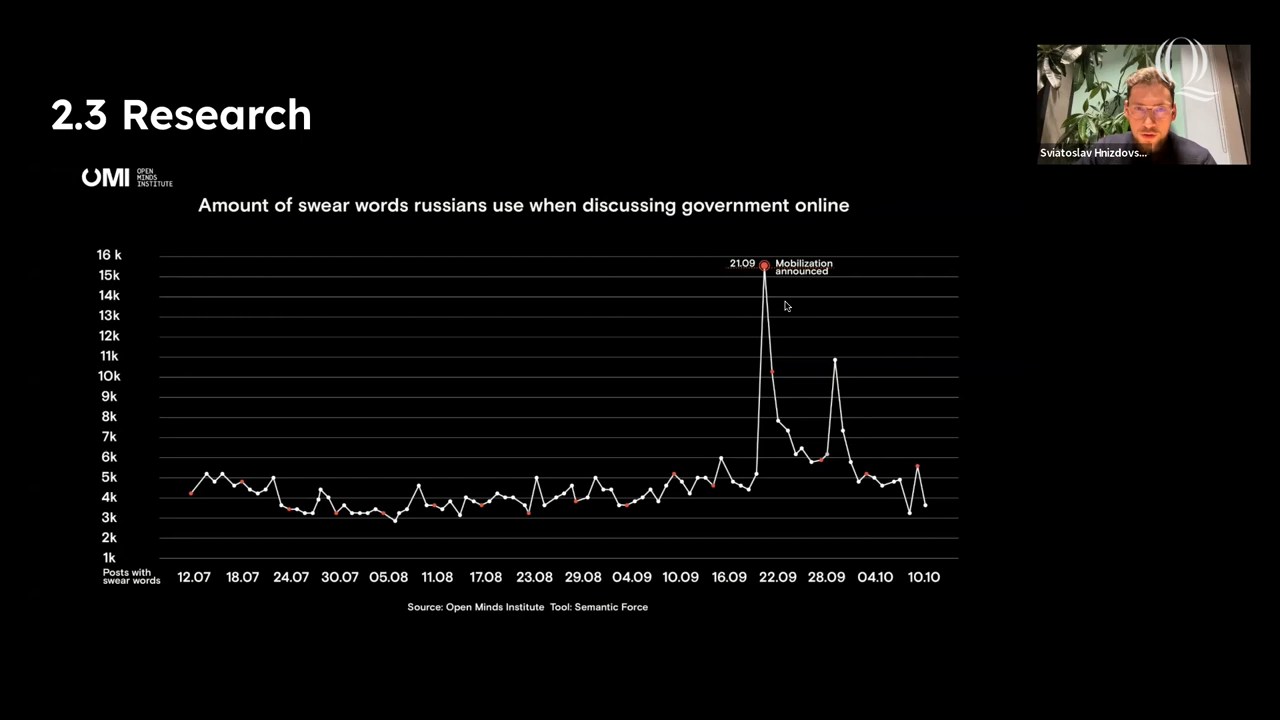 2.3 Research
OMI OPEN
MINDS
INSTITUTE
Amount of swear words russians use when discussing government online
16 k
15k
14k
13k
12k
11k
10k
9k
8k
7k
6k
5k
4k
3k
2k
1k
21.09
Mobilization
announced
Posts with
swear words
12.07 18.07 24.07 30.07 05.08 11.08 17.08 23.08 29.08 04.09 10.09 16.09 22.09 28.09 04.10 10.10
Source: Open Minds Institute Tool: Semantic Force
Q
Sviatoslav Hnizdovs...